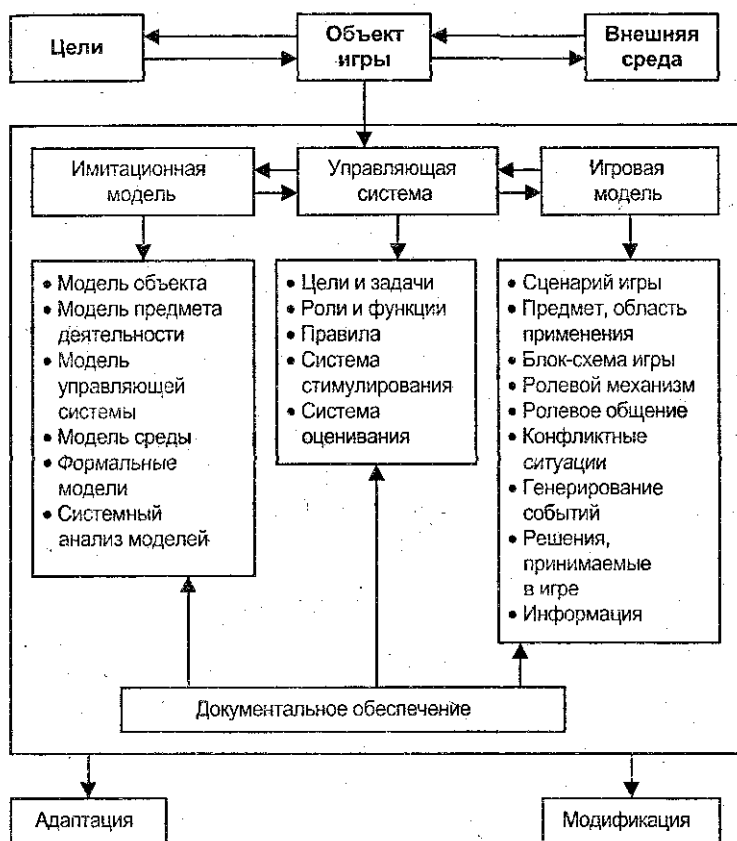 Цели
Объект
игры
Внешняя
среда
Имитационная
модель
Управляющая
система
Игровая
модель
• Модель объекта
• Модель предмета
деятельности
• Модель
управляющей
системы
• Модель среды
• Формальные
модели
• Системный
анализ моделей
• Цели и задачи
• Роли и функции
• Правила
• Система
стимулирования
• Система
оценивания
• Сценарий игры
• Предмет, область
применения
• Блок-схема игры
• Ролевой механизм
• Ролевое общение
• Конфликтные
ситуации
• Генерирование
событий
• Решения,
принимаемые
в игре
• Информация
Документальное обеспечение
Адаптация
Модификация